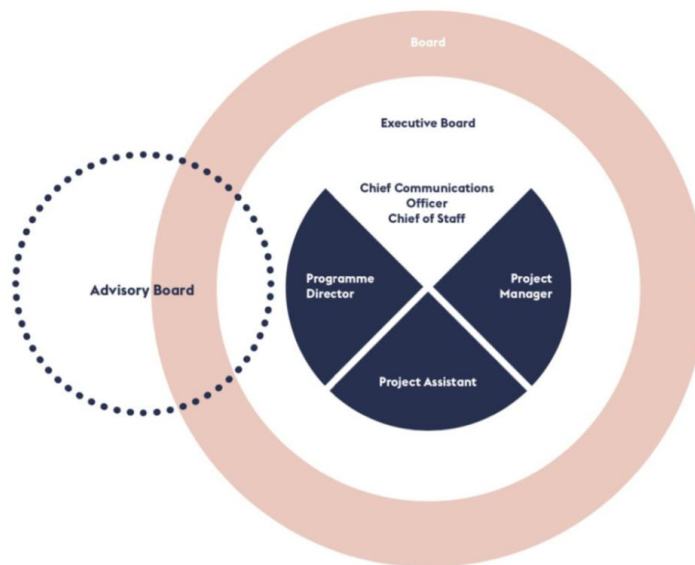 Board
Executive Board
Chief Communications
Officer
Chief of Staff
Advisory Board
Programme
Director
Project
Manager
Project Assistant